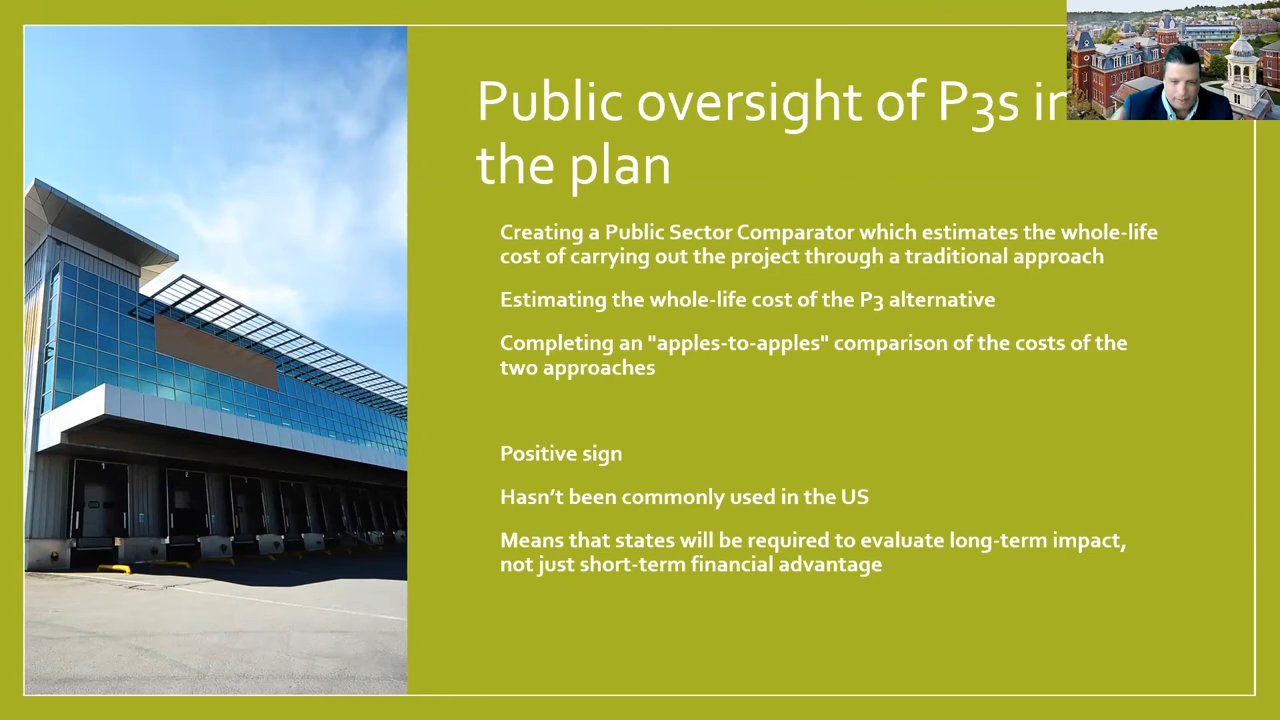 Public oversight of P3s in
the plan
Creating a Public Sector Comparator which estimates the whole-life
cost of carrying out the project through a traditional approach
Estimating the whole-life cost of the P3 alternative
Completing an "apples-to-apples" comparison of the costs of the
two approaches
Positive sign
Hasn’t been commonly used in the US
Means that states will be required to evaluate long-term impact,
not just short-term financial advantage
1
2
3